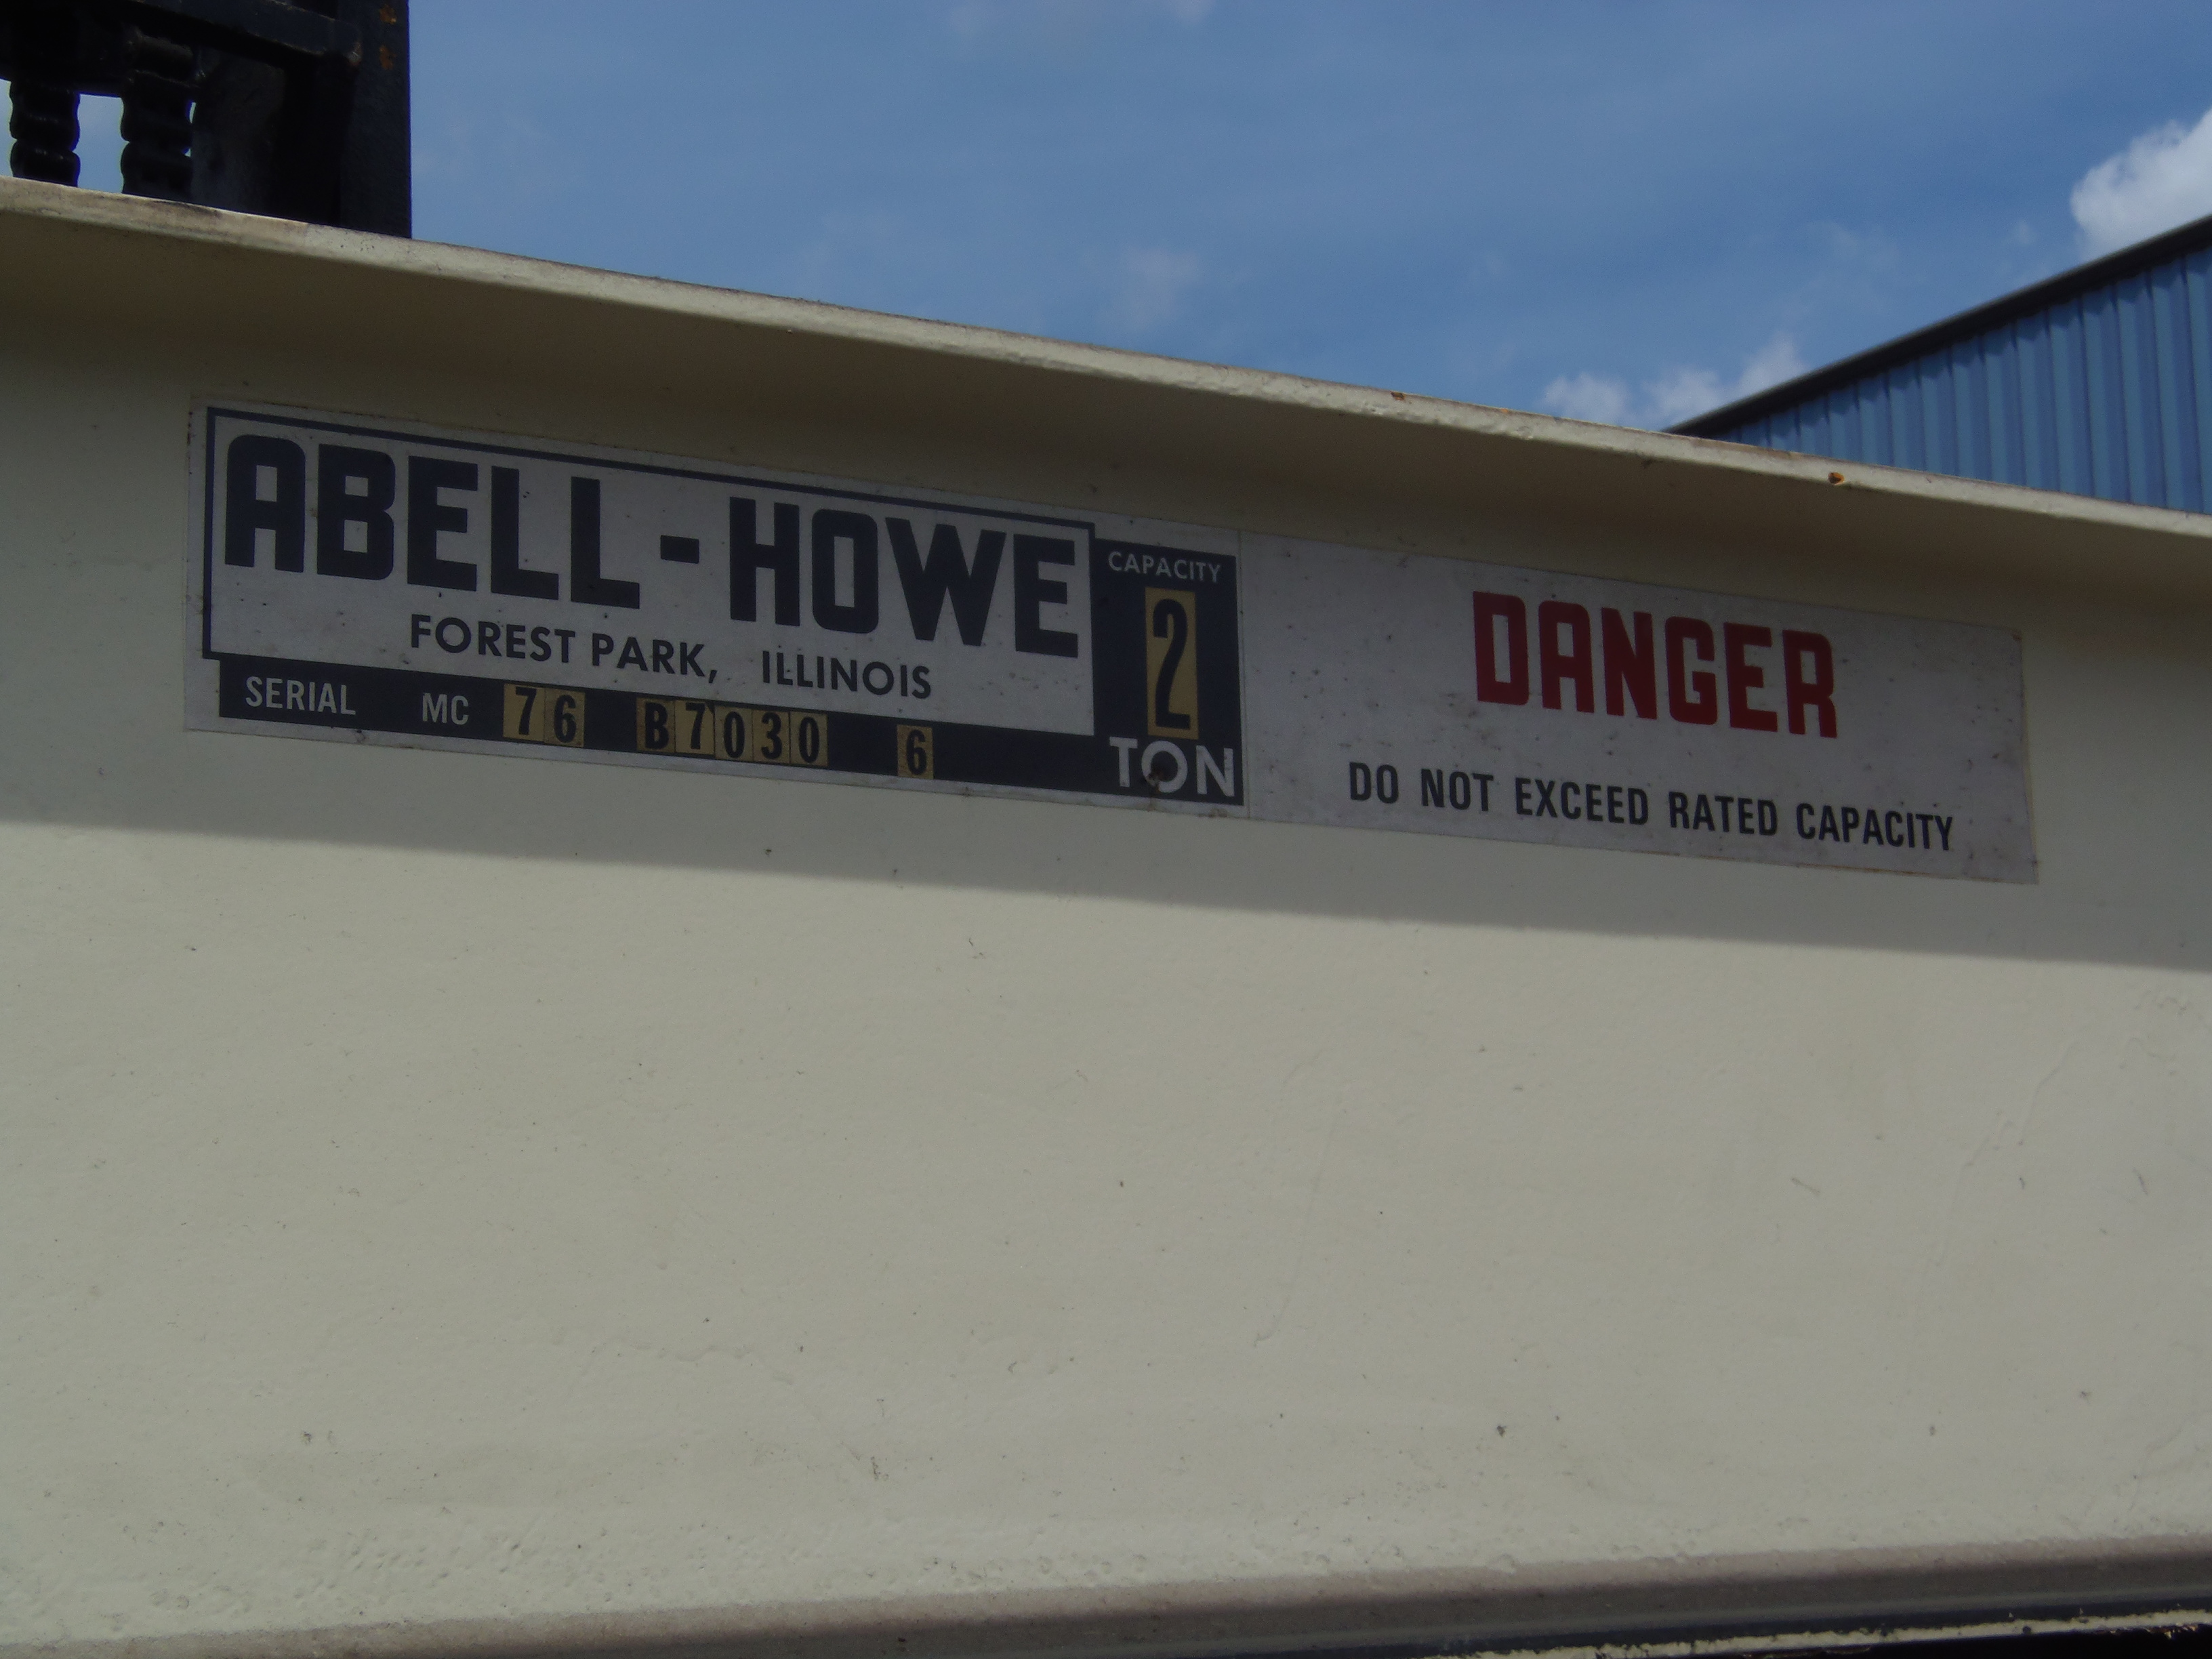 ABELL-HOWE
FOREST PARK, ILLINOIS
SERIAL MC 76 B7030 6
CAPACITY
2
TON
DANGER
DO NOT EXCEED RATED CAPACITY